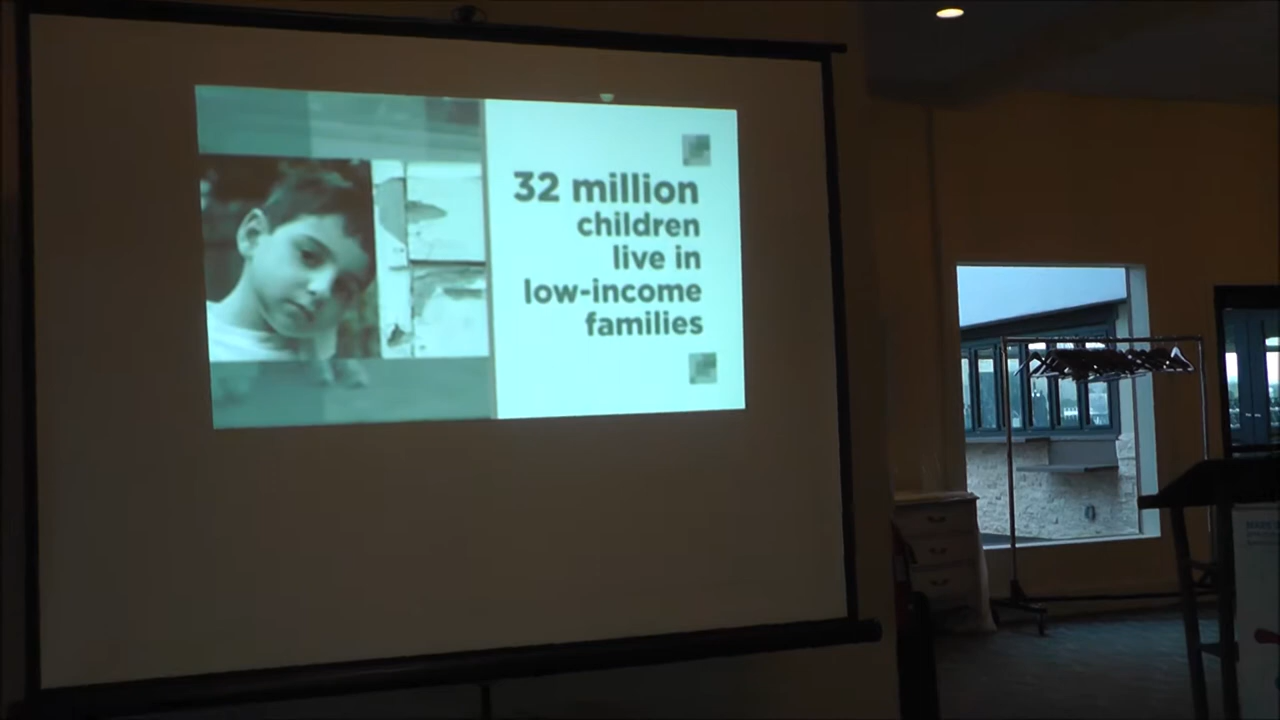 32 million
children
live in
low-income
families